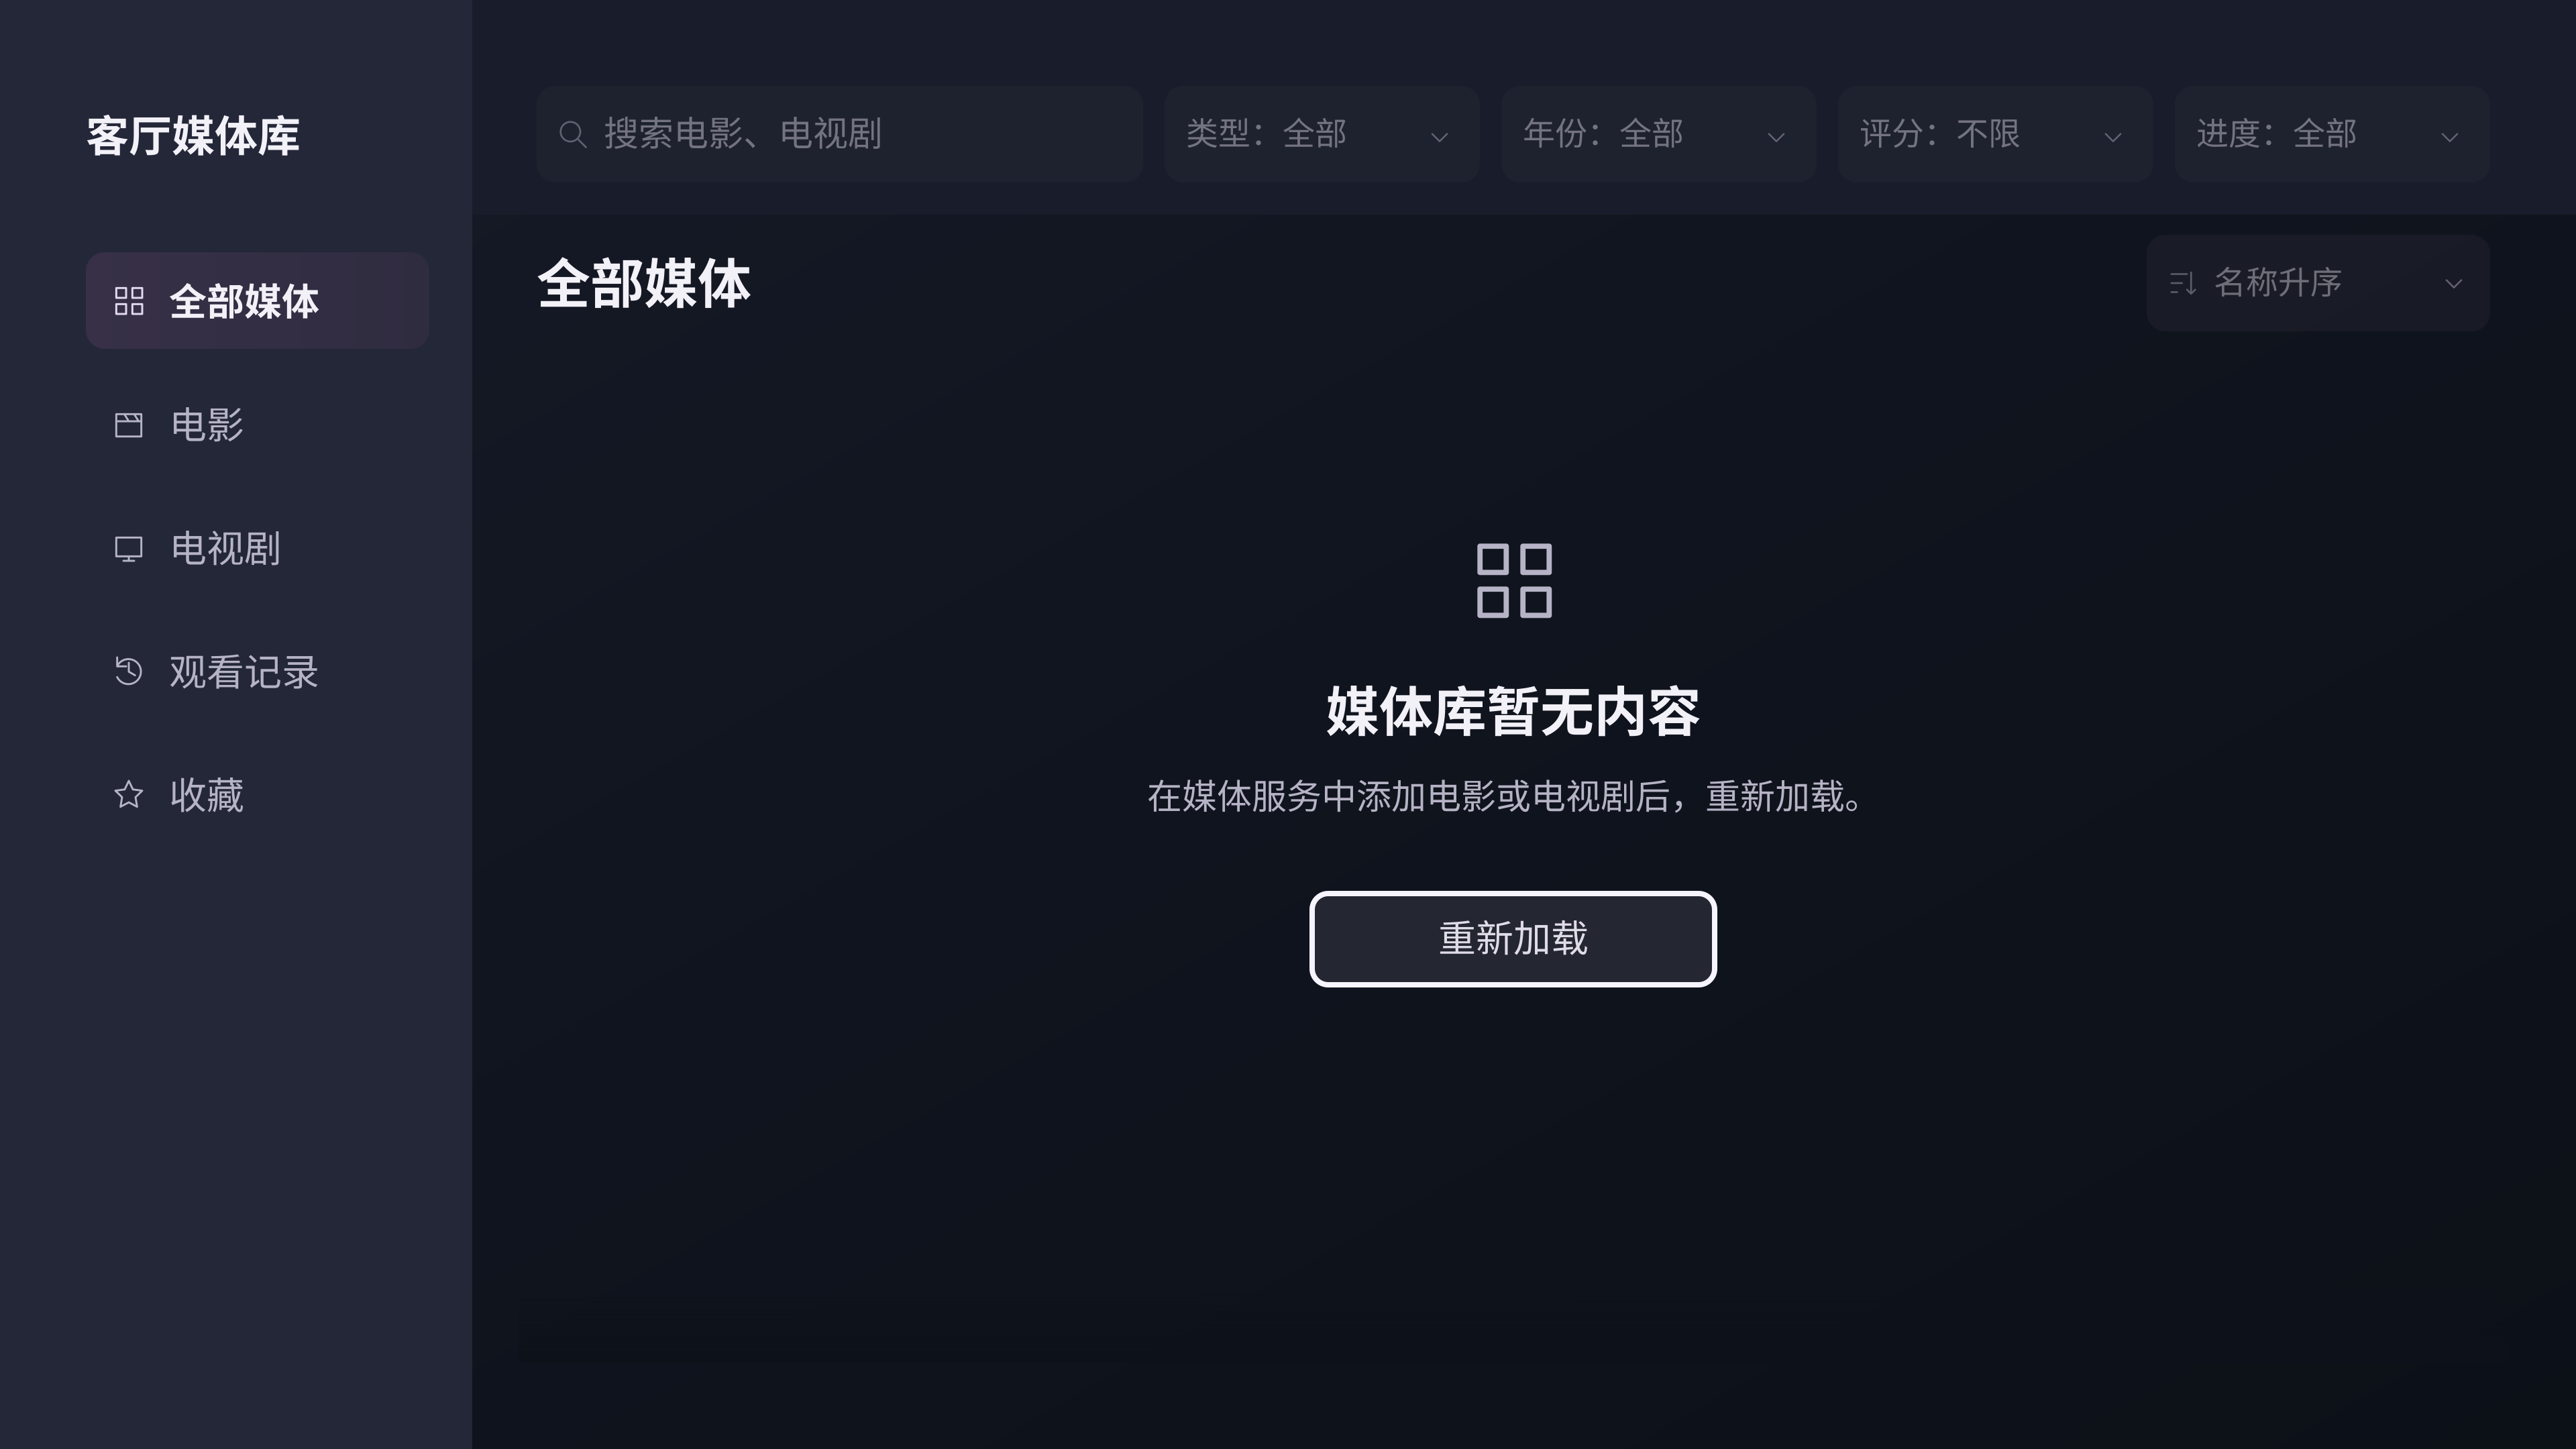 客厅媒体库
搜索电影、电视剧
类型：全部
年份：全部
评分：不限
进度：全部
全部媒体
电影
电视剧
观看记录
收藏
全部媒体
名称升序
媒体库暂无内容
在媒体服务中添加电影或电视剧后，重新加载。
重新加载